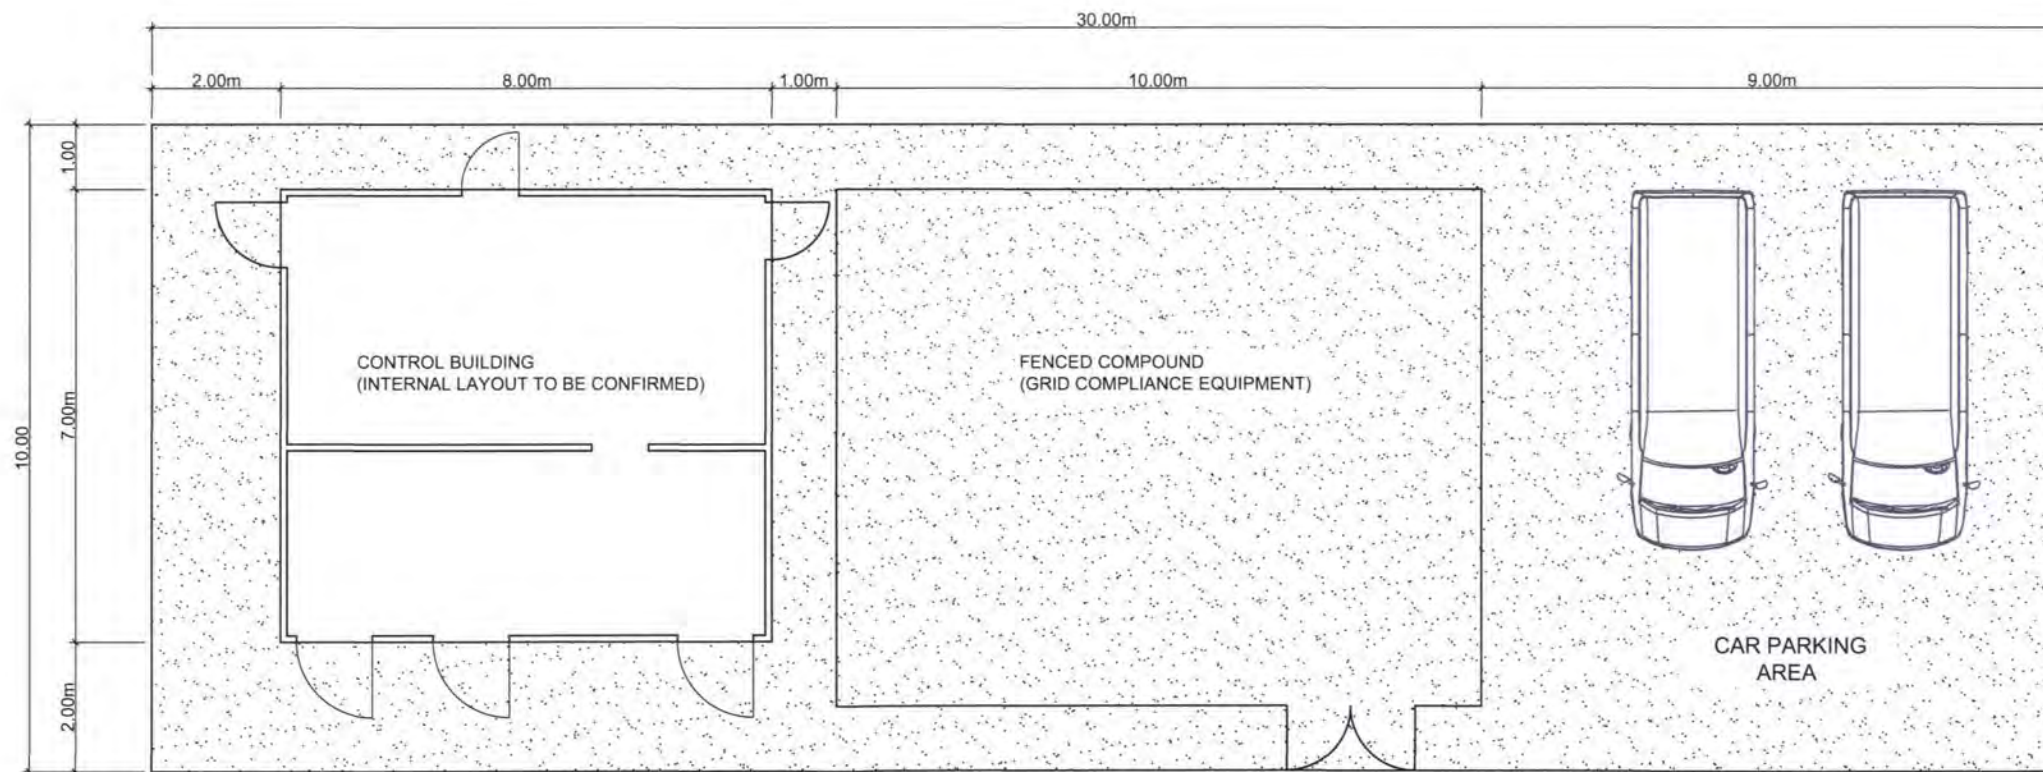 30.00m
2.00m
8.00m
1.00m
10.00m
9.00m
1.00
7.00m
10.00
2.00m
CONTROL BUILDING
(INTERNAL LAYOUT TO BE CONFIRMED)
FENCED COMPOUND
(GRID COMPLIANCE EQUIPMENT)
CAR PARKING
AREA